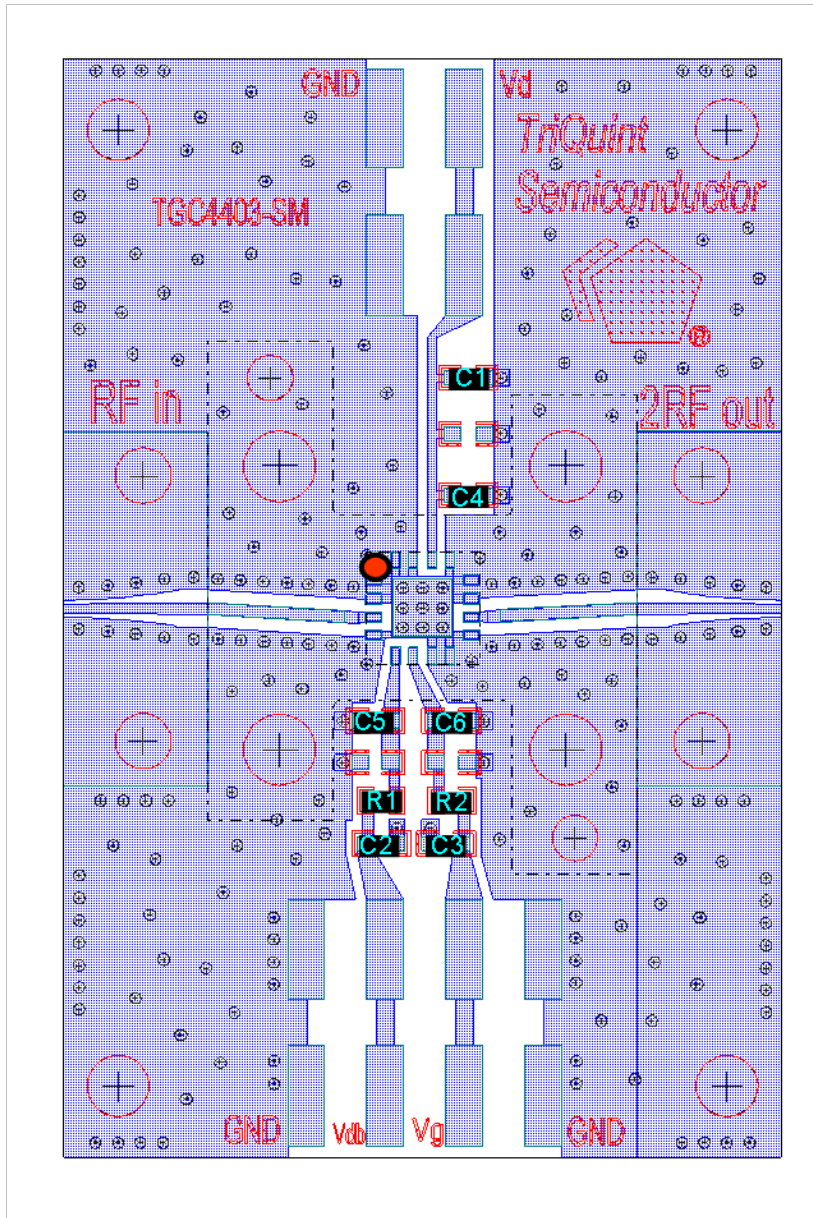 GND
Vd
TriQuint
Semiconductor
TGC4403-SM
®
C1
RF in
2RF out
C4
C5
C6
R1
R2
C2
C3
GND
Vdb
Vg
GND